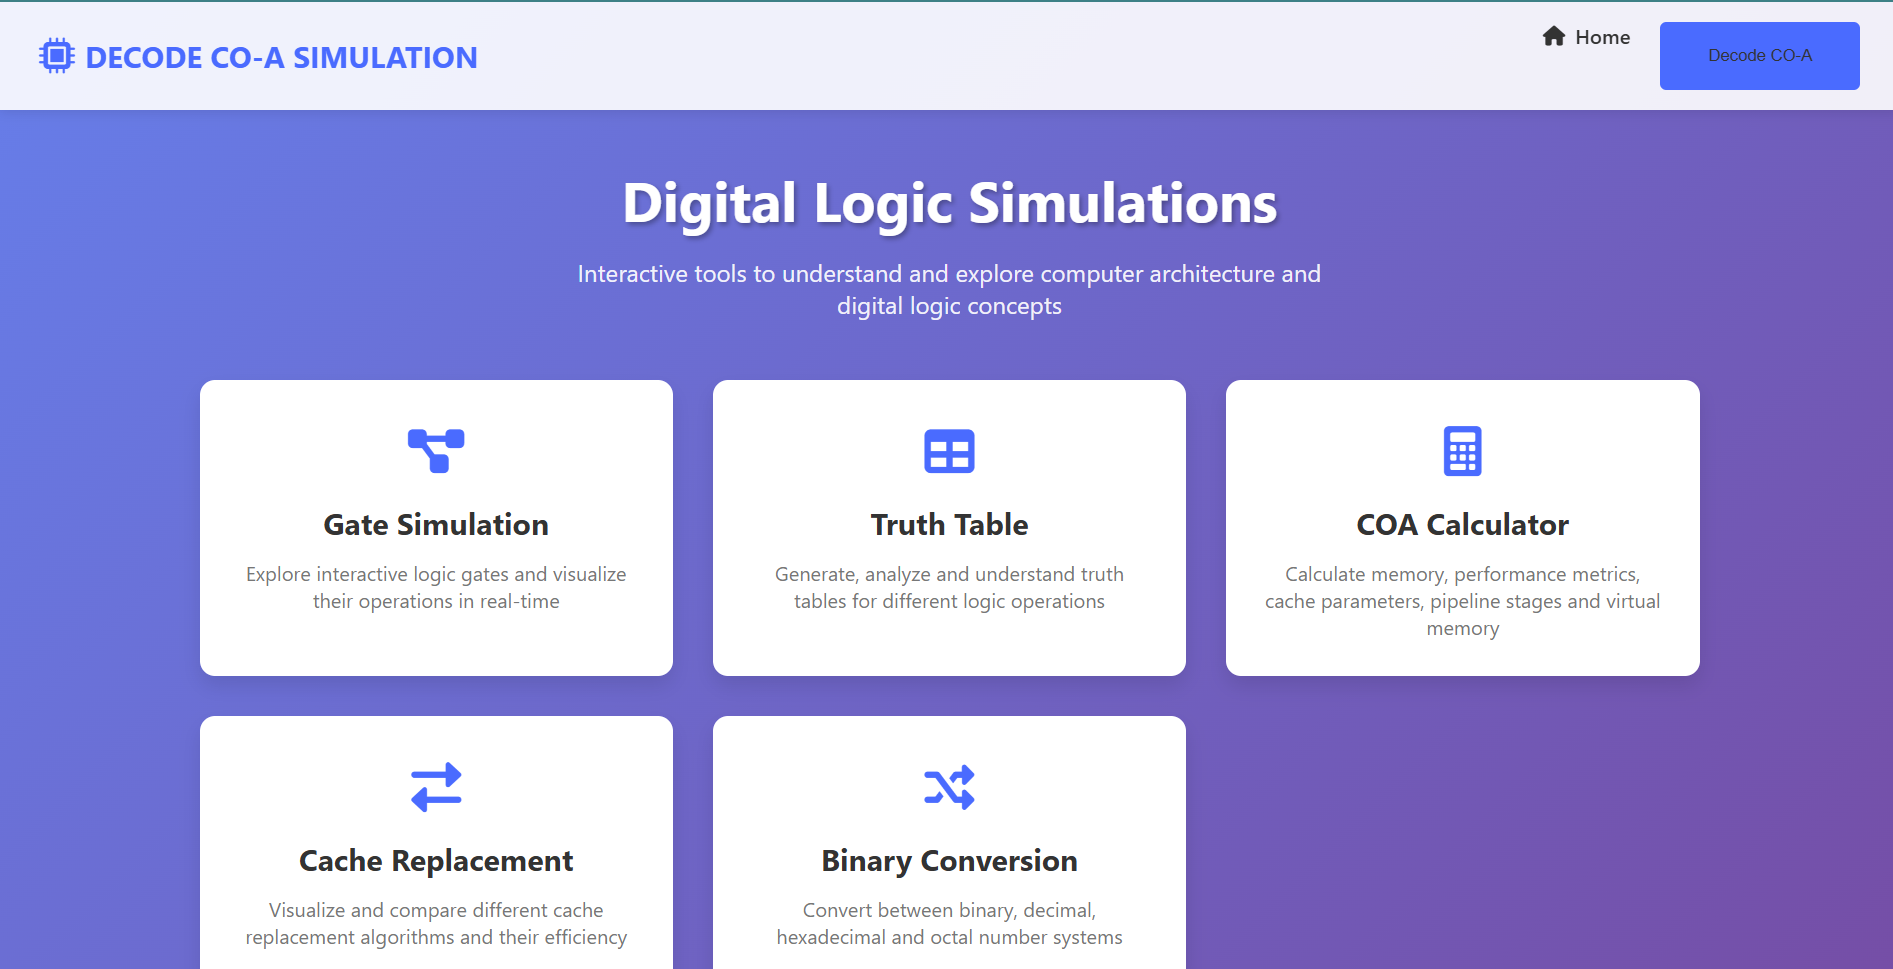 DECODE CO-A SIMULATION
Home
Decode CO-A
Digital Logic Simulations
Interactive tools to understand and explore computer architecture and
digital logic concepts
Gate Simulation
Explore interactive logic gates and visualize
their operations in real-time
Truth Table
Generate, analyze and understand truth
tables for different logic operations
COA Calculator
Calculate memory, performance metrics,
cache parameters, pipeline stages and virtual
memory
Cache Replacement
Visualize and compare different cache
replacement algorithms and their efficiency
Binary Conversion
Convert between binary, decimal,
hexadecimal and octal number systems